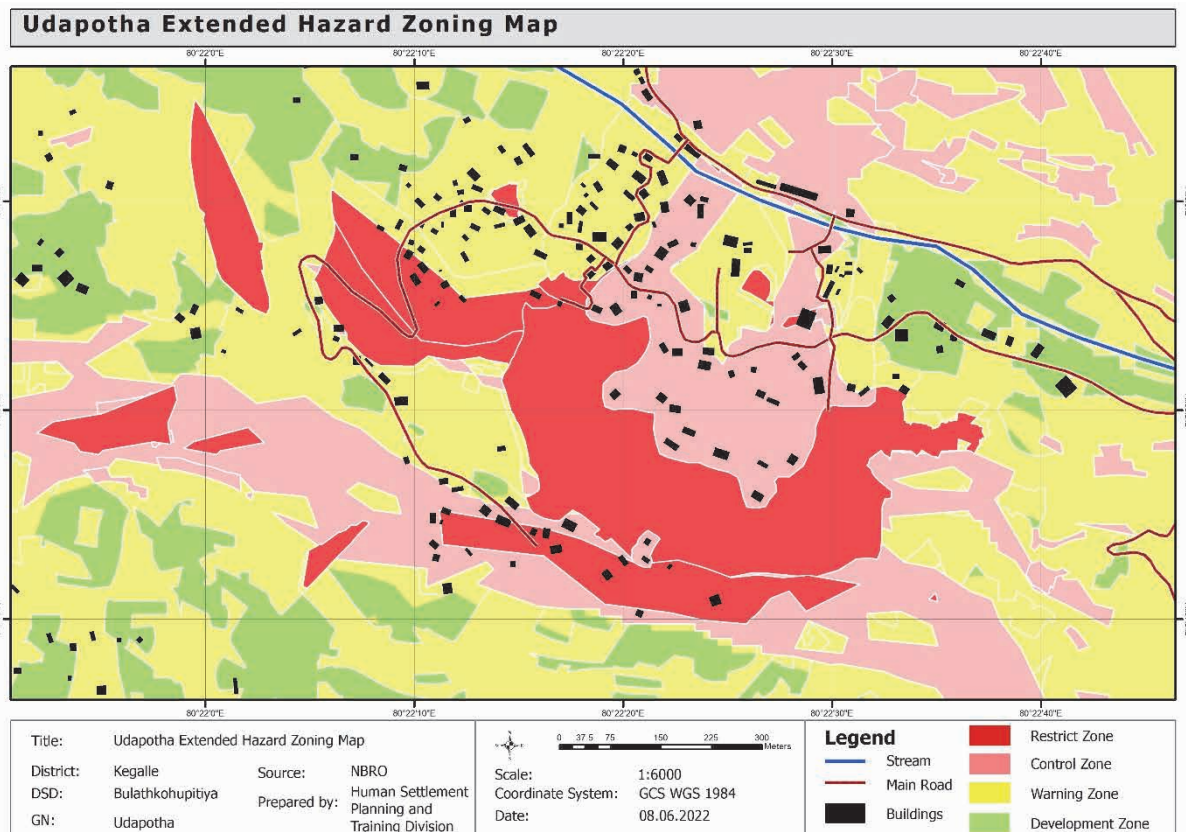 Udapotha Extended Hazard Zoning Map
80°22'0"E 80°22'10"E 80°22'20"E 80°22'30"E 80°22'40"E
80°22'0"E 80°22'10"E 80°22'20"E 80°22'30"E 80°22'40"E
Title: Udapotha Extended Hazard Zoning Map
District: Kegalle
DSD: Bulathkohupitiya
GN: Udapotha
Source: NBRO
Prepared by: Human Settlement
Planning and
Training Division
0 37.5 75 150 225 300
Meters
Scale: 1:6000
Coordinate System: GCS WGS 1984
Date: 08.06.2022
Legend
Stream
Main Road
Buildings
Restrict Zone
Control Zone
Warning Zone
Development Zone